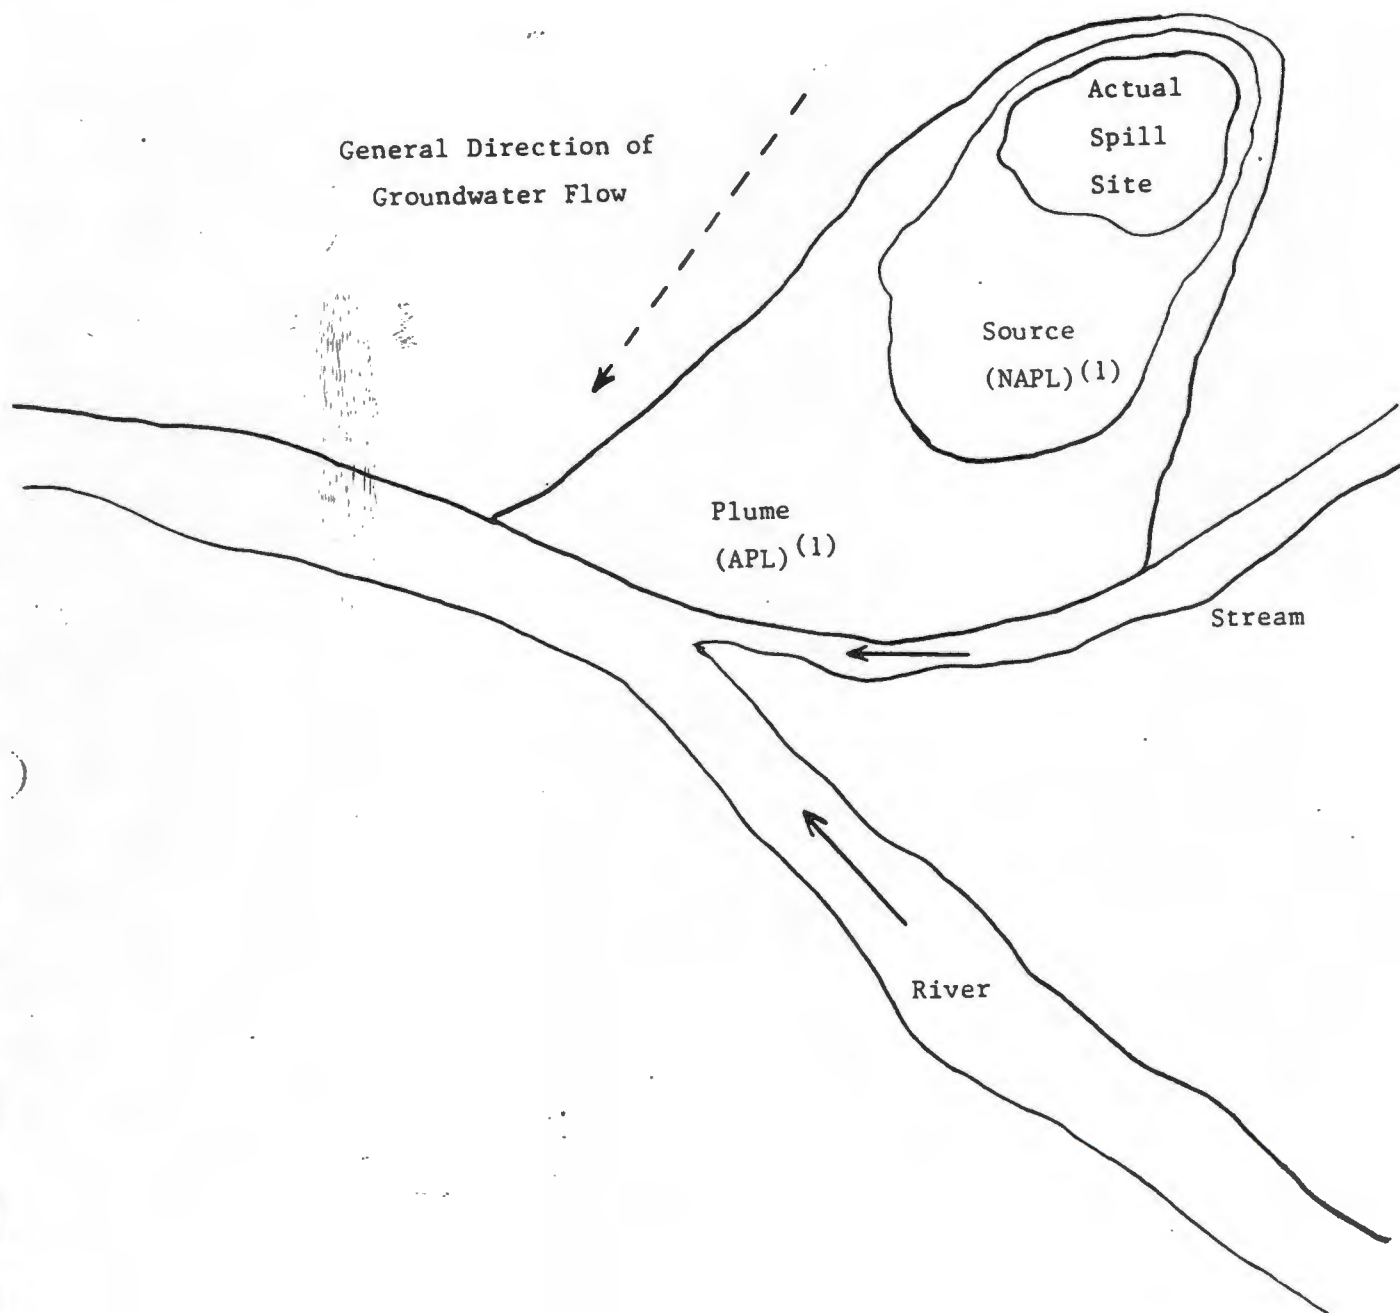 Actual
Spill
Site
General Direction of
Groundwater Flow
Source
(NAPL)(1)
Plume
(APL)(1)
Stream
River